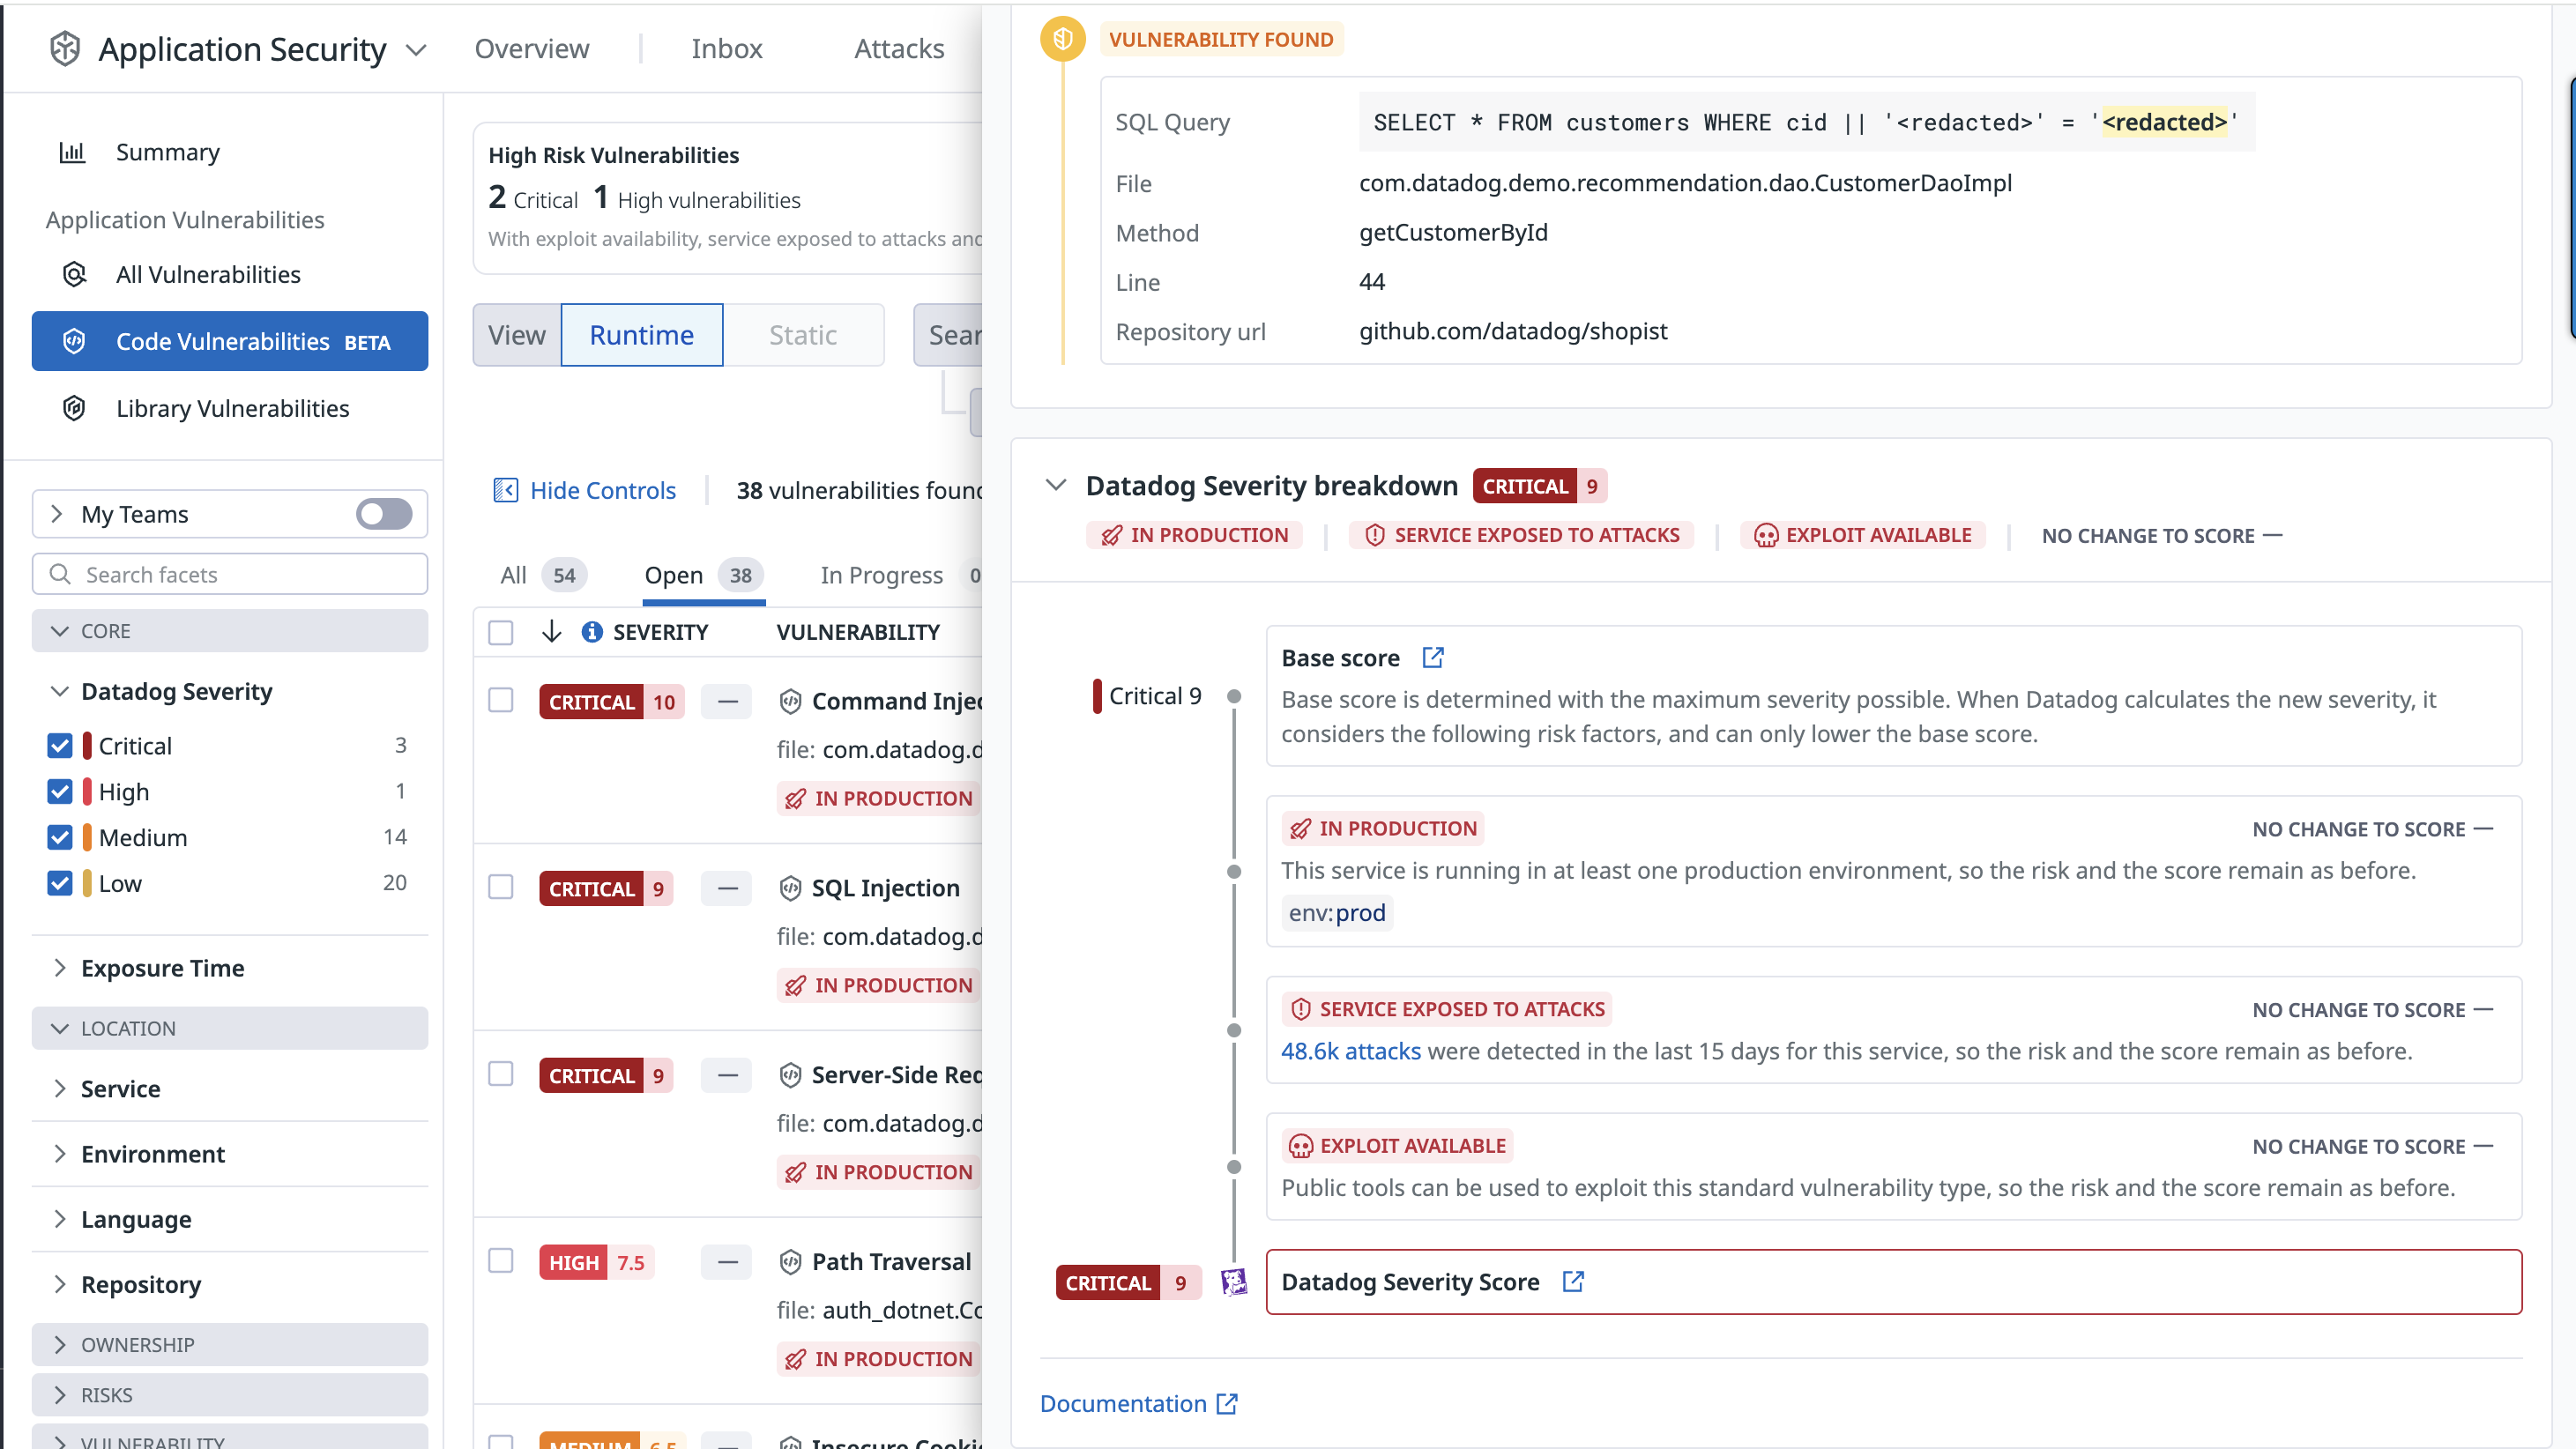 Application Security
Overview
Inbox
Attacks
Summary
Application Vulnerabilities
All Vulnerabilities
Code Vulnerabilities BETA
Library Vulnerabilities
My Teams
Search facets
CORE
Datadog Severity
Critical 3
High 1
Medium 14
Low 20
Exposure Time
LOCATION
Service
Environment
Language
Repository
OWNERSHIP
RISKS
VULNERABILITY
High Risk Vulnerabilities
2 Critical 1 High vulnerabilities
With exploit availability, service exposed to attacks and
View Runtime Static
Hide Controls
38 vulnerabilities found
All 54 Open 38 In Progress 0
SEVERITY VULNERABILITY
CRITICAL 10 — Command Injec
file: com.datadog.d
IN PRODUCTION
CRITICAL 9 — SQL Injection
file: com.datadog.d
IN PRODUCTION
CRITICAL 9 — Server-Side Req
file: com.datadog.d
IN PRODUCTION
HIGH 7.5 — Path Traversal
file: auth_dotnet.Co
IN PRODUCTION
MEDIUM 6.5 — Insecure Cookie
VULNERABILITY FOUND
SQL Query SELECT * FROM customers WHERE cid || '<redacted>' = '<redacted>'
File com.datadog.demo.recommendation.dao.CustomerDaoImpl
Method getCustomerById
Line 44
Repository url github.com/datadog/shopist
Datadog Severity breakdown CRITICAL 9
IN PRODUCTION SERVICE EXPOSED TO ATTACKS EXPLOIT AVAILABLE NO CHANGE TO SCORE —
Critical 9
Base score
Base score is determined with the maximum severity possible. When Datadog calculates the new severity, it
considers the following risk factors, and can only lower the base score.
IN PRODUCTION NO CHANGE TO SCORE —
This service is running in at least one production environment, so the risk and the score remain as before.
env:prod
SERVICE EXPOSED TO ATTACKS NO CHANGE TO SCORE —
48.6k attacks were detected in the last 15 days for this service, so the risk and the score remain as before.
EXPLOIT AVAILABLE NO CHANGE TO SCORE —
Public tools can be used to exploit this standard vulnerability type, so the risk and the score remain as before.
CRITICAL 9 Datadog Severity Score
Documentation